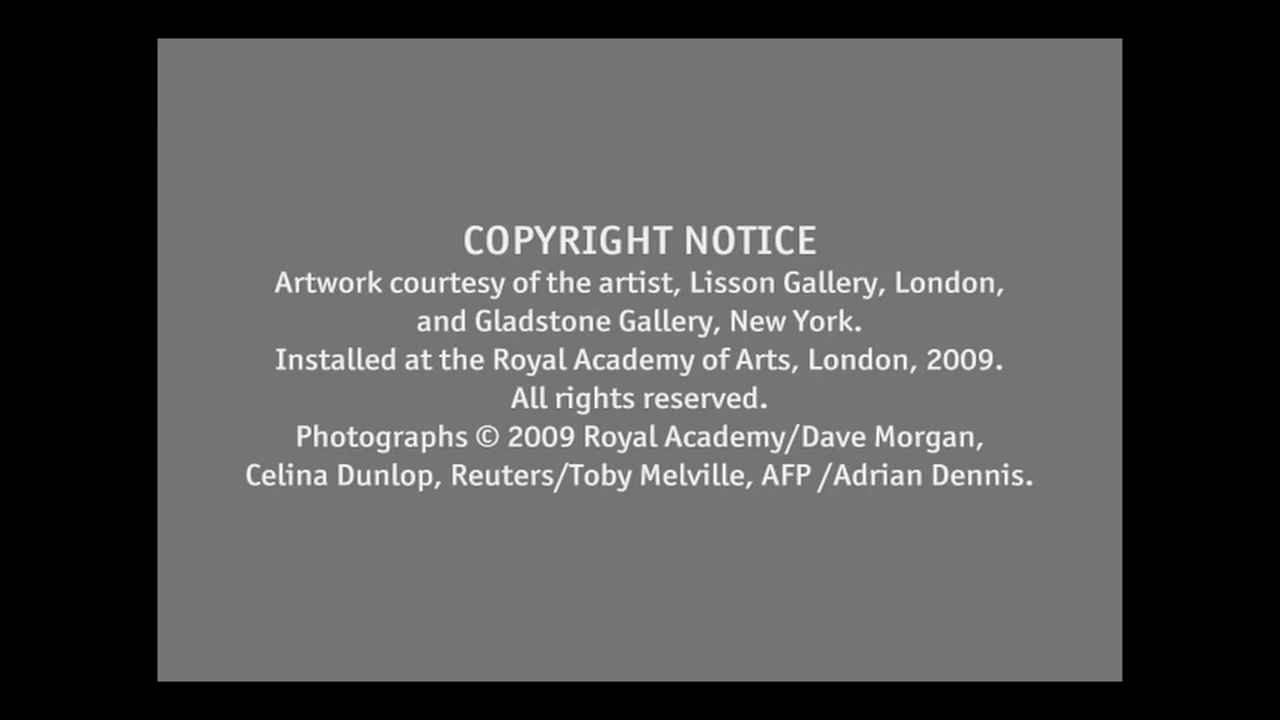 COPYRIGHT NOTICE
Artwork courtesy of the artist, Lisson Gallery, London,
and Gladstone Gallery, New York.
Installed at the Royal Academy of Arts, London, 2009.
All rights reserved.
Photographs © 2009 Royal Academy/Dave Morgan,
Celina Dunlop, Reuters/Toby Melville, AFP /Adrian Dennis.